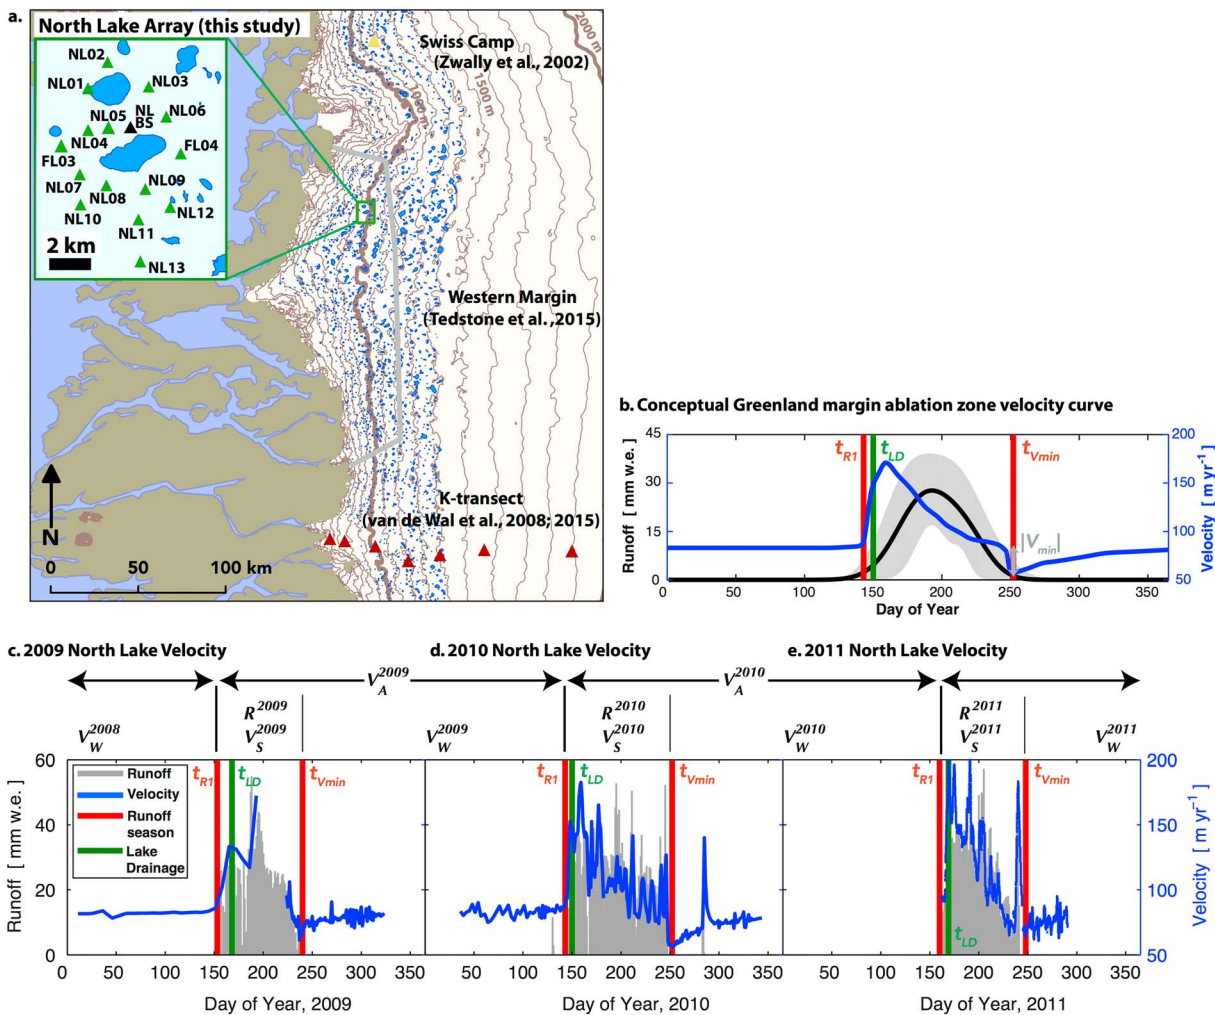 a.
North Lake Array (this study)
NL02
NL01
NL03
NL05
NL
BS
NL06
NL04
FL03
FL04
NL07
NL08
NL09
NL10
NL12
NL11
NL13
2 km
Swiss Camp
(Zwally et al., 2002)
2000 m
1500 m
1000 m
Western Margin
(Tedstone et al., 2015)
K-transect
(van de Wal et al., 2008; 2015)
N
0 50 100 km
b. Conceptual Greenland margin ablation zone velocity curve
Runoff [ mm w.e. ]
45
30
15
0
t_R1 t_LD t_Vmin
|V_min|
200
150
100
50
Velocity [ m yr⁻¹ ]
0 50 100 150 200 250 300 350
Day of Year
c. 2009 North Lake Velocity
d. 2010 North Lake Velocity
e. 2011 North Lake Velocity
V_A^2009
V_A^2010
V_W^2008
R^2009
V_S^2009
V_W^2009
R^2010
V_S^2010
V_W^2010
R^2011
V_S^2011
V_W^2011
Runoff [ mm w.e. ]
60
40
20
0
Runoff
Velocity
Runoff
season
Lake
Drainage
t_R1 t_LD t_Vmin
t_R1 t_LD t_Vmin
t_R1 t_LD t_Vmin
t_LD
200
150
100
50
Velocity [ m yr⁻¹ ]
0 50 100 150 200 250 300 350
50 100 150 200 250 300 350
50 100 150 200 250 300 350
Day of Year, 2009
Day of Year, 2010
Day of Year, 2011